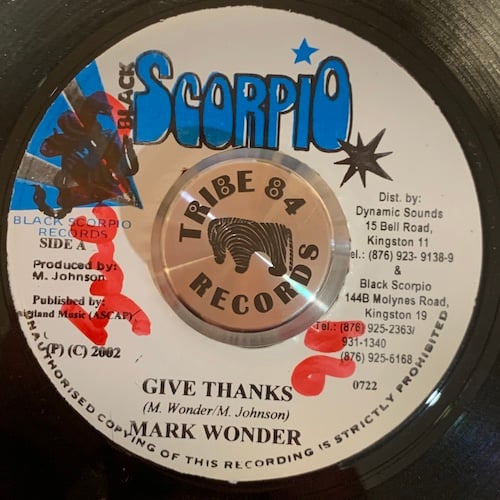 BLACK
SCORPIO
BLACK SCORPIO
RECORDS
SIDE A
Produced by:
M. Johnson
Published by:
Music (ASCAP)
(P) (C) 2002
TRIBE 84
RECORDS
Dist. by:
Dynamic Sounds
15 Bell Road,
Kingston 11
Tel.: (876) 923- 9138-9
&
Black Scorpio
144B Molynes Road,
Kingston 19
Tel.: (876) 925-2363/
931-1340
(876) 925-6168
0722
GIVE THANKS
(M. Wonder/M. Johnson)
MARK WONDER
UNAUTHORISED COPYING OF THIS RECORDING IS STRICTLY PROHIBITED